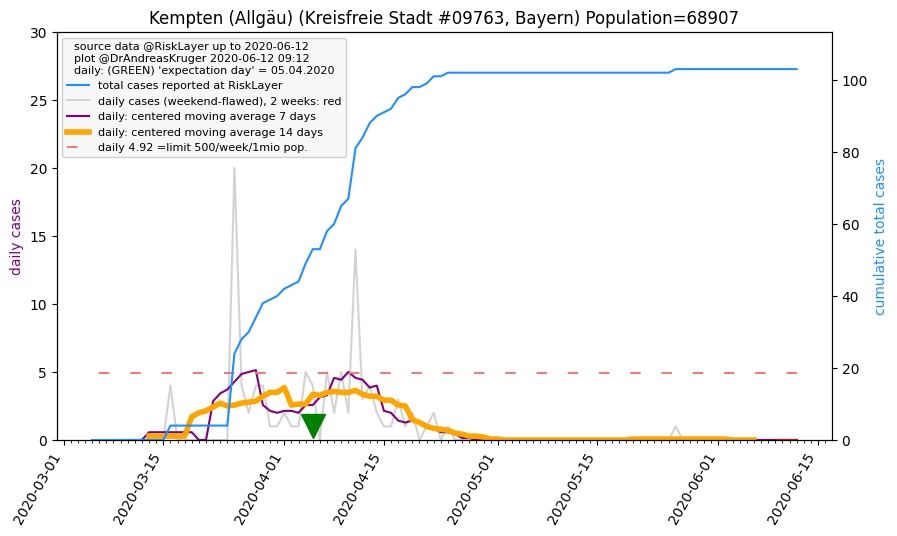 Kempten (Allgäu) (Kreisfreie Stadt #09763, Bayern) Population=68907
source data @RiskLayer up to 2020-06-12
plot @DrAndreasKruger 2020-06-12 09:12
daily: (GREEN) 'expectation day' = 05.04.2020
total cases reported at RiskLayer
daily cases (weekend-flawed), 2 weeks: red
daily: centered moving average 7 days
daily: centered moving average 14 days
daily 4.92 =limit 500/week/1mio pop.
daily cases
30
25
20
15
10
5
0
cumulative total cases
100
80
60
40
20
0
2020-03-01
2020-03-15
2020-04-01
2020-04-15
2020-05-01
2020-05-15
2020-06-01
2020-06-15